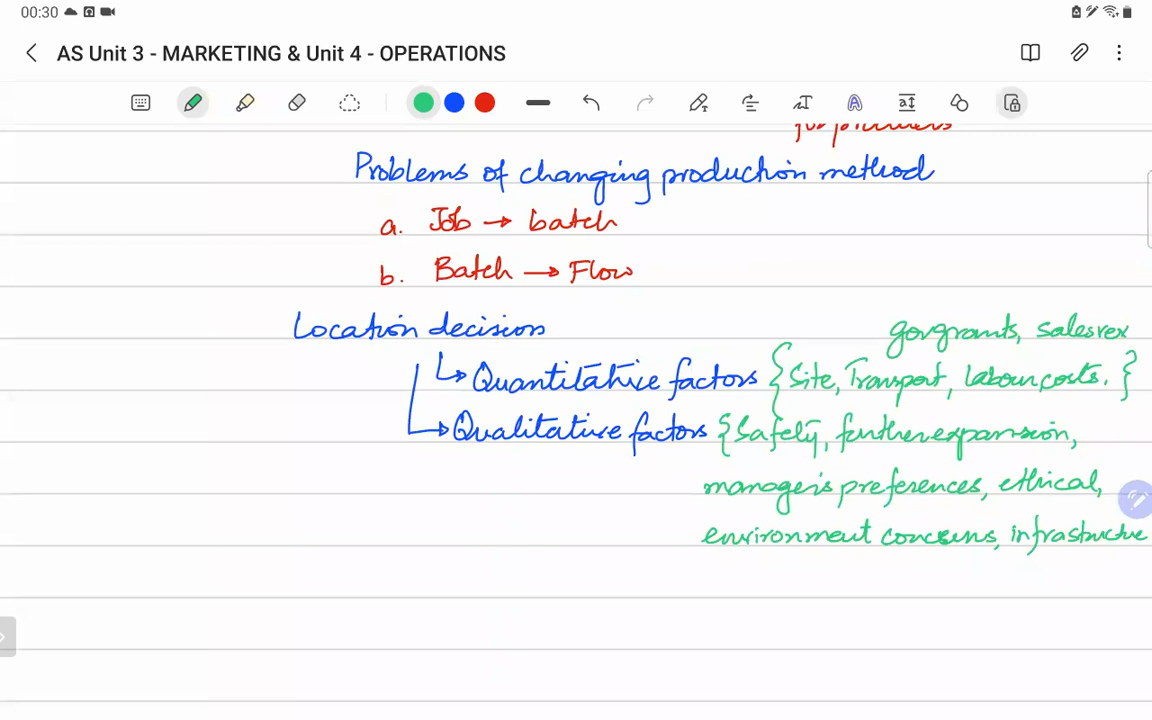 00:30
AS Unit 3 - MARKETING & Unit 4 - OPERATIONS
Problems of changing production method
a. Job → batch
b. Batch → Flow
Location decision
gov grants, sales rev
Quantitative factors {Site, Transport, labour costs.}
Qualitative factors {Safety, further expansion,
manager's preferences, ethical,
environment concerns, infrastructure